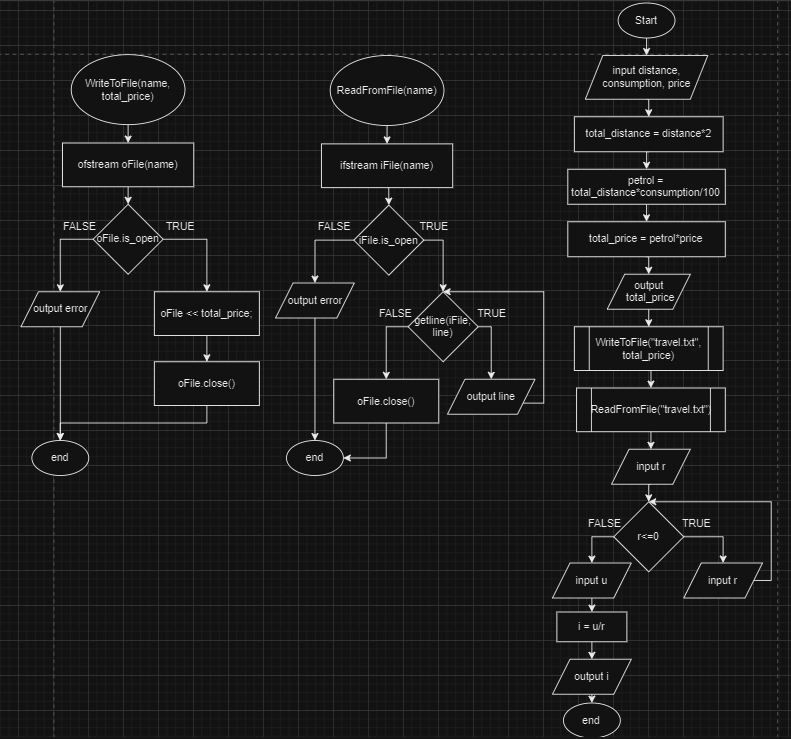 WriteToFile(name,
total_price)
ofstream oFile(name)
FALSE
TRUE
oFile.is_open
output error
oFile << total_price;
oFile.close()
end
ReadFromFile(name)
ifstream iFile(name)
FALSE
TRUE
iFile.is_open
output error
FALSE
TRUE
getline(iFile,
line)
oFile.close()
output line
end
Start
input distance,
consumption, price
total_distance = distance*2
petrol =
total_distance*consumption/100
total_price = petrol*price
output
total_price
WriteToFile("travel.txt",
total_price)
ReadFromFile("travel.txt")
input r
FALSE
TRUE
r<=0
input u
input r
i = u/r
output i
end